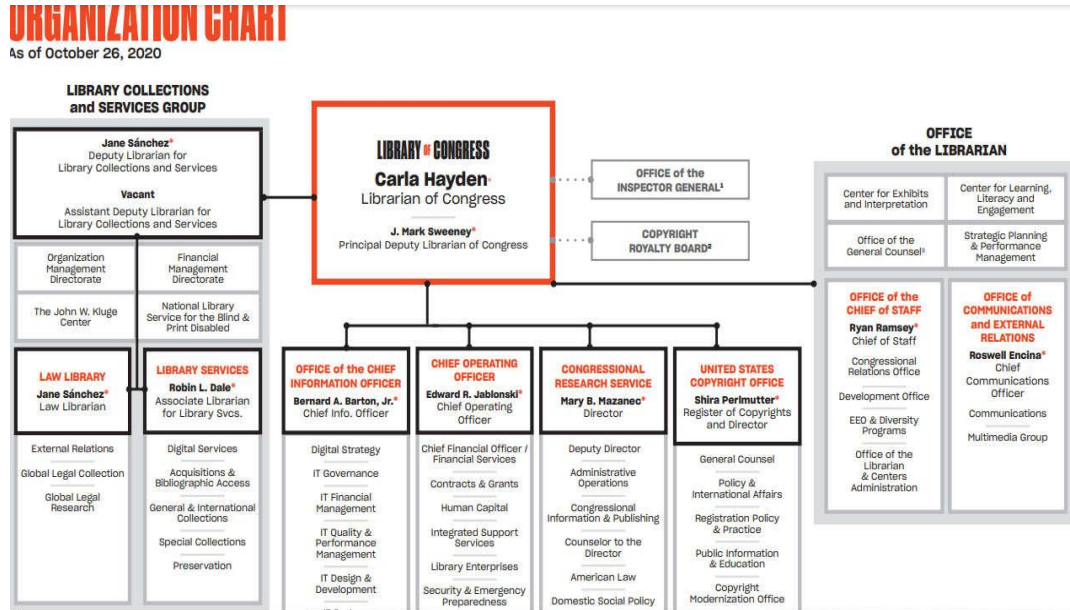 ORGANIZATION CHART
As of October 26, 2020
LIBRARY COLLECTIONS
and SERVICES GROUP
Jane Sánchez*
Deputy Librarian for
Library Collections and Services
Vacant
Assistant Deputy Librarian for
Library Collections and Services
Organization
Management
Directorate
Financial
Management
Directorate
The John W. Kluge
Center
National Library
Service for the Blind &
Print Disabled
LAW LIBRARY
Jane Sánchez*
Law Librarian
External Relations
Global Legal Collection
Global Legal
Research
LIBRARY SERVICES
Robin L. Dale*
Associate Librarian
for Library Svcs.
Digital Services
Acquisitions &
Bibliographic Access
General & International
Collections
Special Collections
Preservation
LIBRARY OF CONGRESS
Carla Hayden*
Librarian of Congress
J. Mark Sweeney*
Principal Deputy Librarian of Congress
OFFICE of the
INSPECTOR GENERAL¹
COPYRIGHT
ROYALTY BOARD²
OFFICE of the CHIEF
INFORMATION OFFICER
Bernard A. Barton, Jr.*
Chief Info. Officer
Digital Strategy
IT Governance
IT Financial
Management
IT Quality &
Performance
Management
IT Design &
Development
CHIEF OPERATING
OFFICER
Edward R. Jablonski*
Chief Operating
Officer
Chief Financial Officer /
Financial Services
Contracts & Grants
Human Capital
Integrated Support
Services
Library Enterprises
Security & Emergency
Preparedness
CONGRESSIONAL
RESEARCH SERVICE
Mary B. Mazanec*
Director
Deputy Director
Administrative
Operations
Congressional
Information & Publishing
Counselor to the
Director
American Law
Domestic Social Policy
UNITED STATES
COPYRIGHT OFFICE
Shira Perlmutter*
Register of Copyrights
and Director
General Counsel
Policy &
International Affairs
Registration Policy
& Practice
Public Information
& Education
Copyright
Modernization Office
OFFICE
of the LIBRARIAN
Center for Exhibits
and Interpretation
Center for Learning,
Literacy and
Engagement
Office of the
General Counsel
Strategic Planning
& Performance
Management
OFFICE of the
CHIEF of STAFF
Ryan Ramsey*
Chief of Staff
Congressional
Relations Office
Development Office
EEO & Diversity
Programs
Office of the
Librarian
& Centers
Administration
OFFICE of
COMMUNICATIONS
and EXTERNAL
RELATIONS
Roswell Encina*
Chief
Communications
Officer
Communications
Multimedia Group